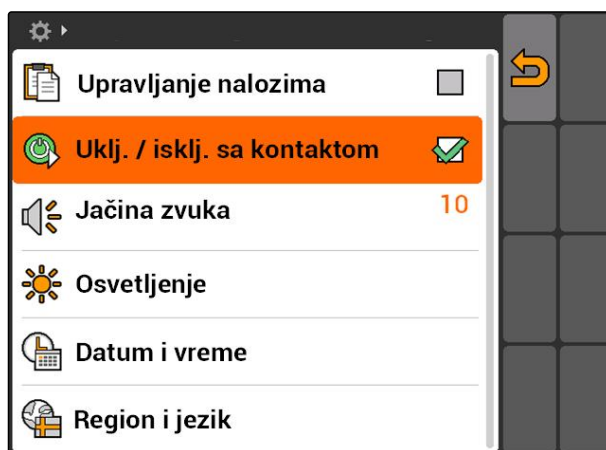 Upravljanje nalozima
Uklj. / isklj. sa kontaktom
Jačina zvuka 10
Osvetljenje
Datum i vreme
Region i jezik